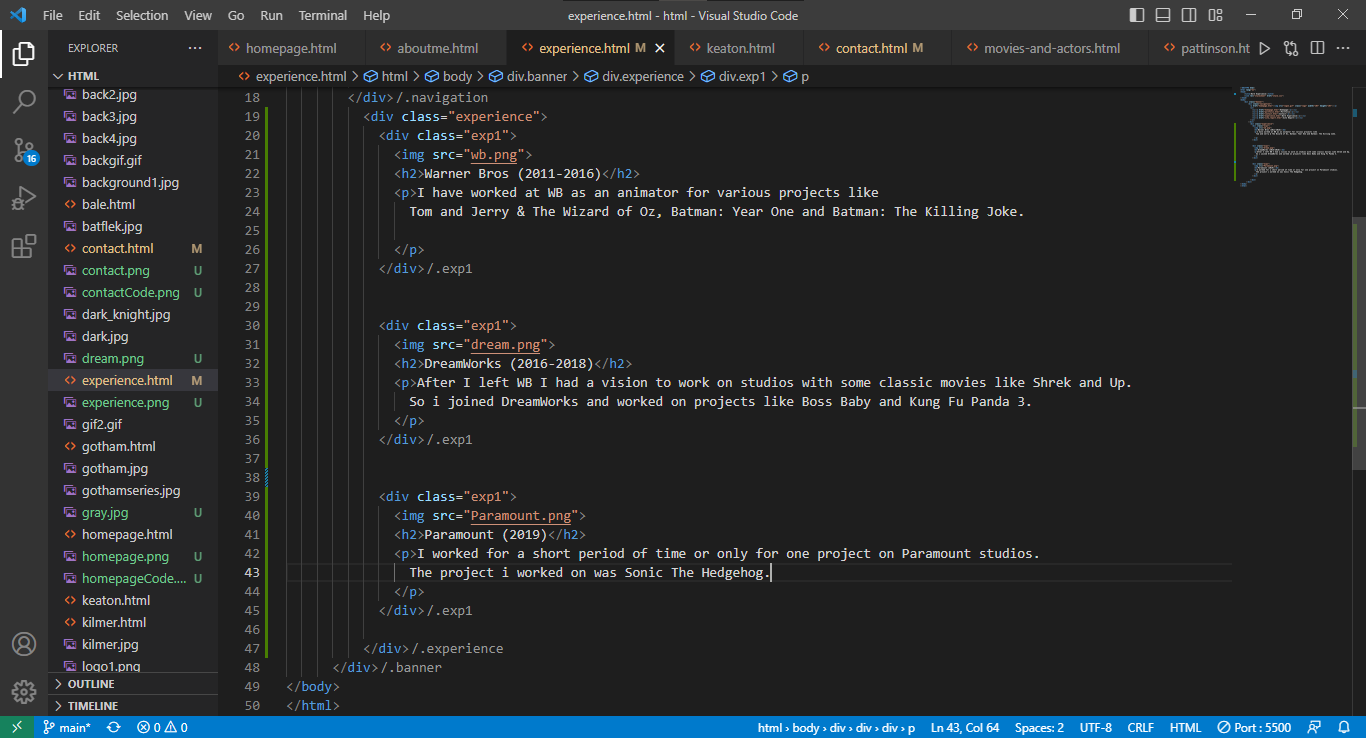 File Edit Selection View Go Run Terminal Help experience.html - html - Visual Studio Code
EXPLORER ···
homepage.html aboutme.html experience.html M keaton.html contact.html M movies-and-actors.html pattinson.ht
HTML
experience.html > html > body > div.banner > div.experience > div.exp1 > p
back2.jpg
back3.jpg
back4.jpg
backgif.gif
background1.jpg
bale.html
batflek.jpg
contact.html M
contact.png U
contactCode.png U
dark_knight.jpg
dark.jpg
dream.png U
experience.html M
experience.png U
gif2.gif
gotham.html
gotham.jpg
gothamseries.jpg
gray.jpg U
homepage.html
homepage.png U
homepageCode.... U
keaton.html
kilmer.html
kilmer.jpg
logo1.png
OUTLINE
TIMELINE
16
18 </div>/.navigation
19 <div class="experience">
20 <div class="exp1">
21 <img src="wb.png">
22 <h2>Warner Bros (2011-2016)</h2>
23 <p>I have worked at WB as an animator for various projects like
24 Tom and Jerry & The Wizard of Oz, Batman: Year One and Batman: The Killing Joke.
25
26 </p>
27 </div>/.exp1
28
29
30 <div class="exp1">
31 <img src="dream.png">
32 <h2>DreamWorks (2016-2018)</h2>
33 <p>After I left WB I had a vision to work on studios with some classic movies like Shrek and Up.
34 So i joined DreamWorks and worked on projects like Boss Baby and Kung Fu Panda 3.
35 </p>
36 </div>/.exp1
37
38
39 <div class="exp1">
40 <img src="Paramount.png">
41 <h2>Paramount (2019)</h2>
42 <p>I worked for a short period of time or only for one project on Paramount studios.
43 The project i worked on was Sonic The Hedgehog.
44 </p>
45 </div>/.exp1
46
47 </div>/.experience
48 </div>/.banner
49 </body>
50 </html>
main* 0 0 html > body > div > div > div > p Ln 43, Col 64 Spaces: 2 UTF-8 CRLF HTML Port : 5500